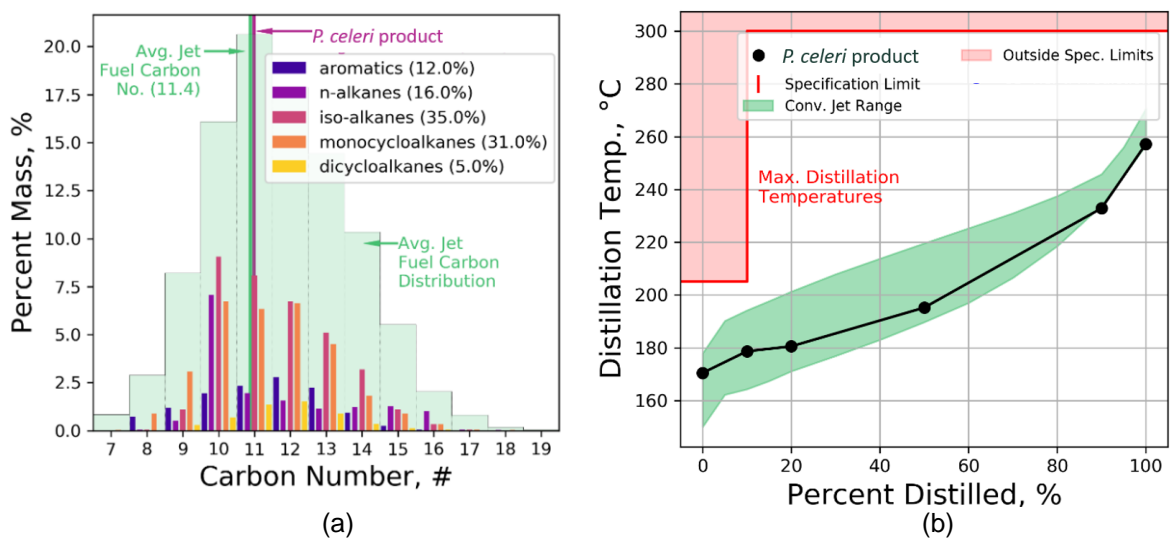 20.0
17.5
15.0
12.5
10.0
7.5
5.0
2.5
0.0
Percent Mass, %
Avg. Jet
Fuel Carbon
No. (11.4)
P. celeri product
aromatics (12.0%)
n-alkanes (16.0%)
iso-alkanes (35.0%)
monocycloalkanes (31.0%)
dicycloalkanes (5.0%)
Avg. Jet
Fuel Carbon
Distribution
7 8 9 10 11 12 13 14 15 16 17 18 19
Carbon Number, #
(a)
300
280
260
240
220
200
180
160
Distillation Temp., °C
P. celeri product
Specification Limit
Conv. Jet Range
Outside Spec. Limits
Max. Distillation
Temperatures
0 20 40 60 80 100
Percent Distilled, %
(b)